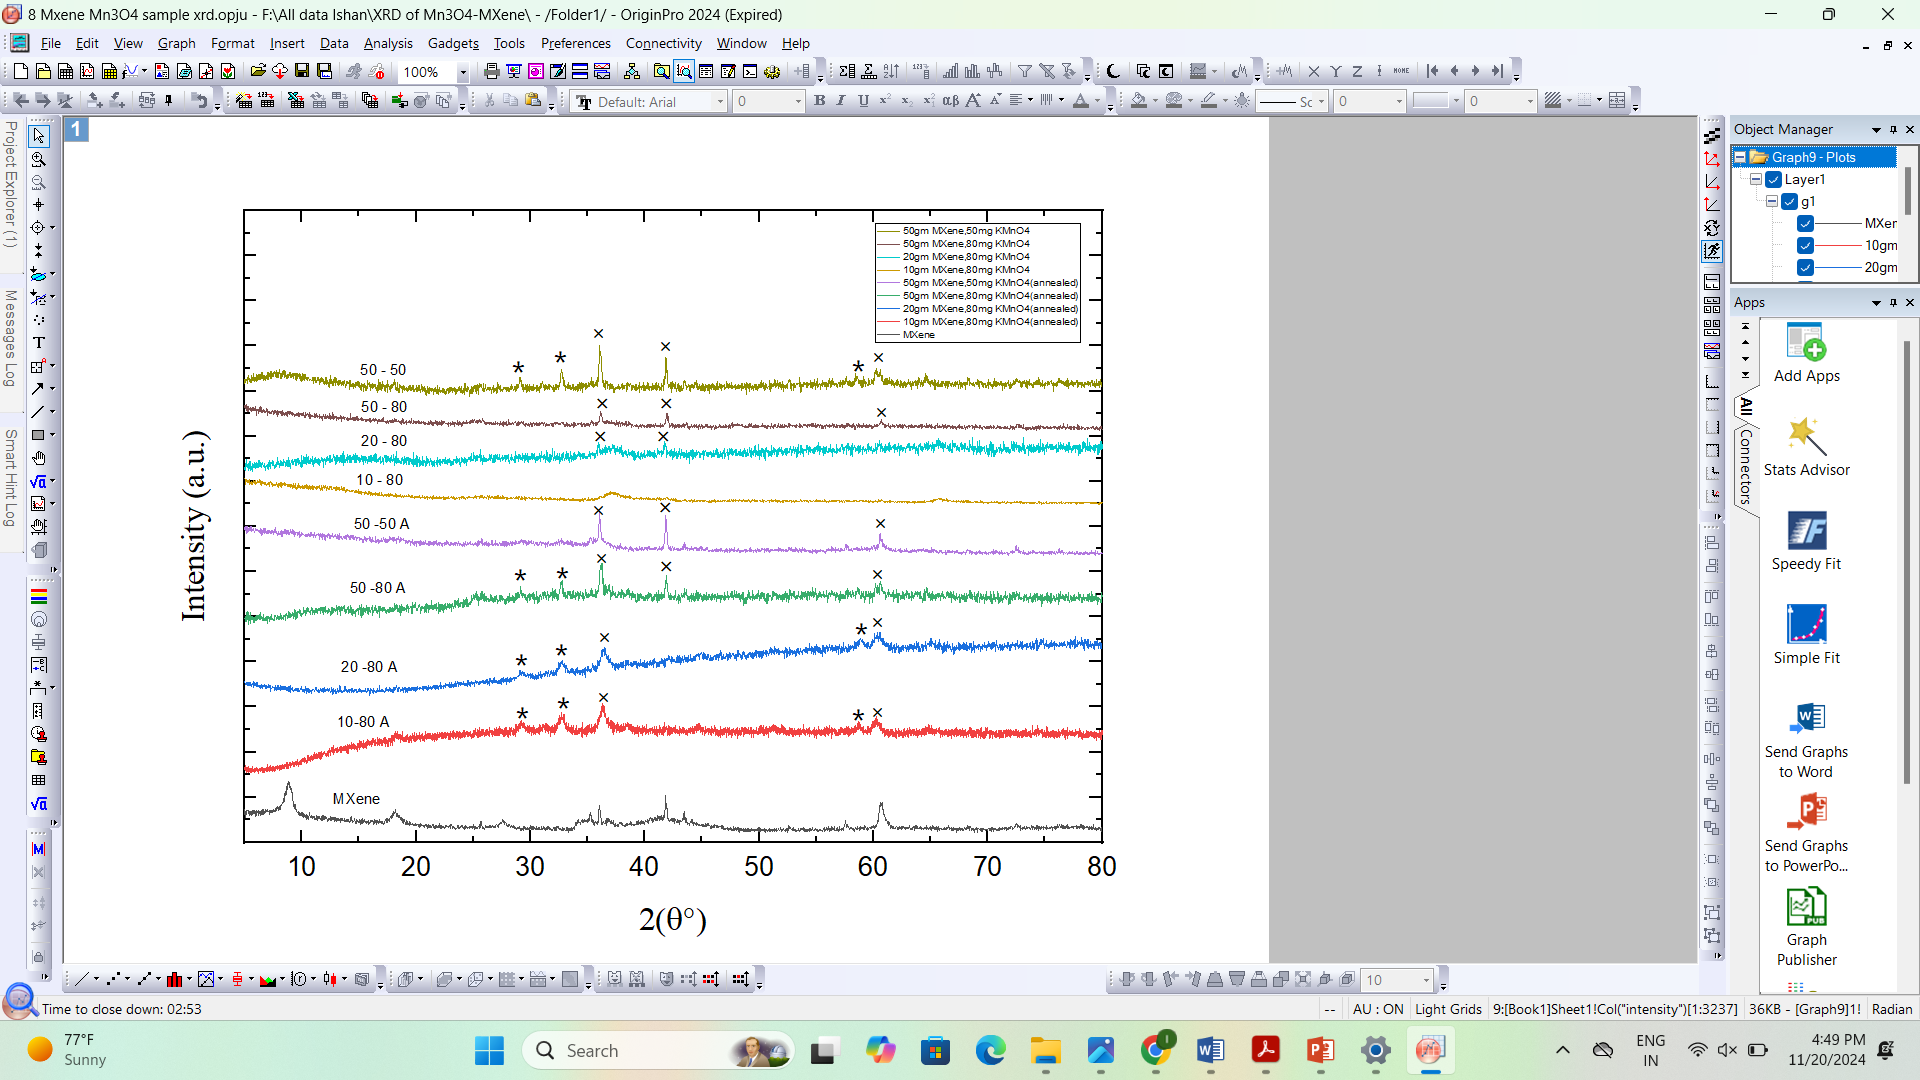 8 Mxene Mn3O4 sample xrd.opju - F:\All data Ishan\XRD of Mn3O4-MXene\ - /Folder1/ - OriginPro 2024 (Expired)
File Edit View Graph Format Insert Data Analysis Gadgets Tools Preferences Connectivity Window Help
100%
Default: Arial 0 B I U αβ A A A Sc 0 0
Project Explorer (1)
Messages Log
Smart Hint Log
1
50gm MXene,50mg KMnO4
50gm MXene,80mg KMnO4
20gm MXene,80mg KMnO4
10gm MXene,80mg KMnO4
50gm MXene,50mg KMnO4(annealed)
50gm MXene,80mg KMnO4(annealed)
20gm MXene,80mg KMnO4(annealed)
10gm MXene,80mg KMnO4(annealed)
MXene
50 - 50
50 - 80
20 - 80
10 - 80
50 -50 A
50 -80 A
20 -80 A
10-80 A
MXene
Intensity (a.u.)
10 20 30 40 50 60 70 80
2(θ°)
Object Manager
Graph9 - Plots
Layer1
g1
MXer
10gm
20gm
Apps
All
Connectors
Add Apps
Stats Advisor
Speedy Fit
Simple Fit
Send Graphs
to Word
Send Graphs
to PowerPo...
Graph
Publisher
10
Time to close down: 02:53
-- AU : ON Light Grids 9:[Book1]Sheet1!Col("intensity")[1:3237] 36KB - [Graph9]1! Radian
77°F
Sunny
Search
ENG
IN
4:49 PM
11/20/2024